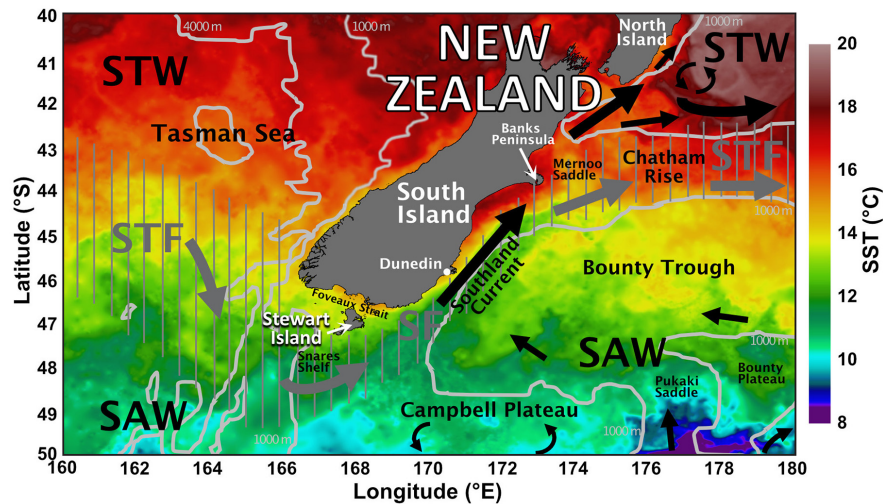 40
41
42
43
44
45
46
47
48
49
50
Latitude (°S)
160
162
164
166
168
170
172
174
176
178
180
Longitude (°E)
4000 m
1000 m
North
Island
1000 m
STW
NEW
ZEALAND
STW
Tasman Sea
Banks
Peninsula
Mernoo
Saddle
Chatham
Rise
STF
1000 m
South
Island
STF
Dunedin
Southland
Current
Bounty Trough
Foveaux Strait
Stewart
Island
SF
Snares
Shelf
SAW
1000 m
Bounty
Plateau
Pukaki
Saddle
SAW
Campbell Plateau
1000 m
1000 m
20
18
16
14
12
10
8
SST (°C)